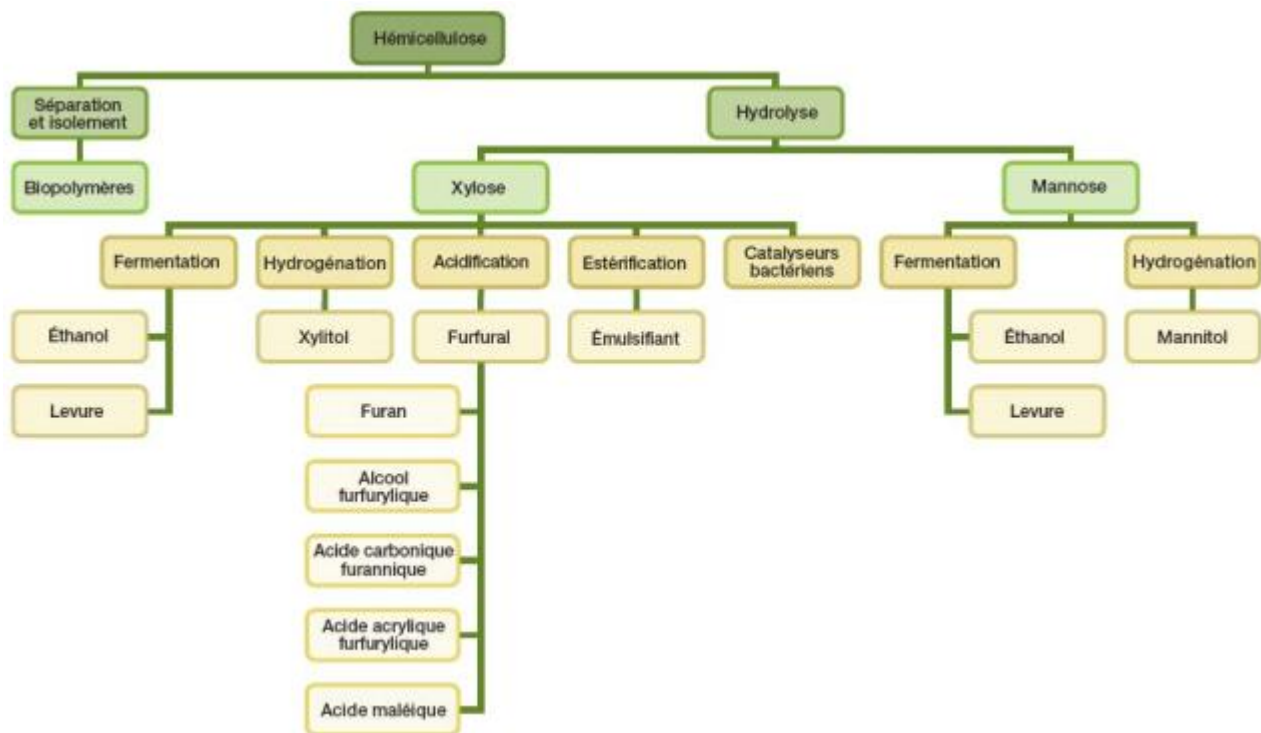 Hémicellulose
Séparation
et isolement
Hydrolyse
Biopolymères
Xylose
Mannose
Fermentation
Hydrogénation
Acidification
Estérification
Catalyseurs
bactériens
Fermentation
Hydrogénation
Éthanol
Xylitol
Furfural
Émulsifiant
Éthanol
Mannitol
Levure
Furan
Levure
Alcool
furfurylique
Acide carbonique
furannique
Acide acrylique
furfurylique
Acide maléique